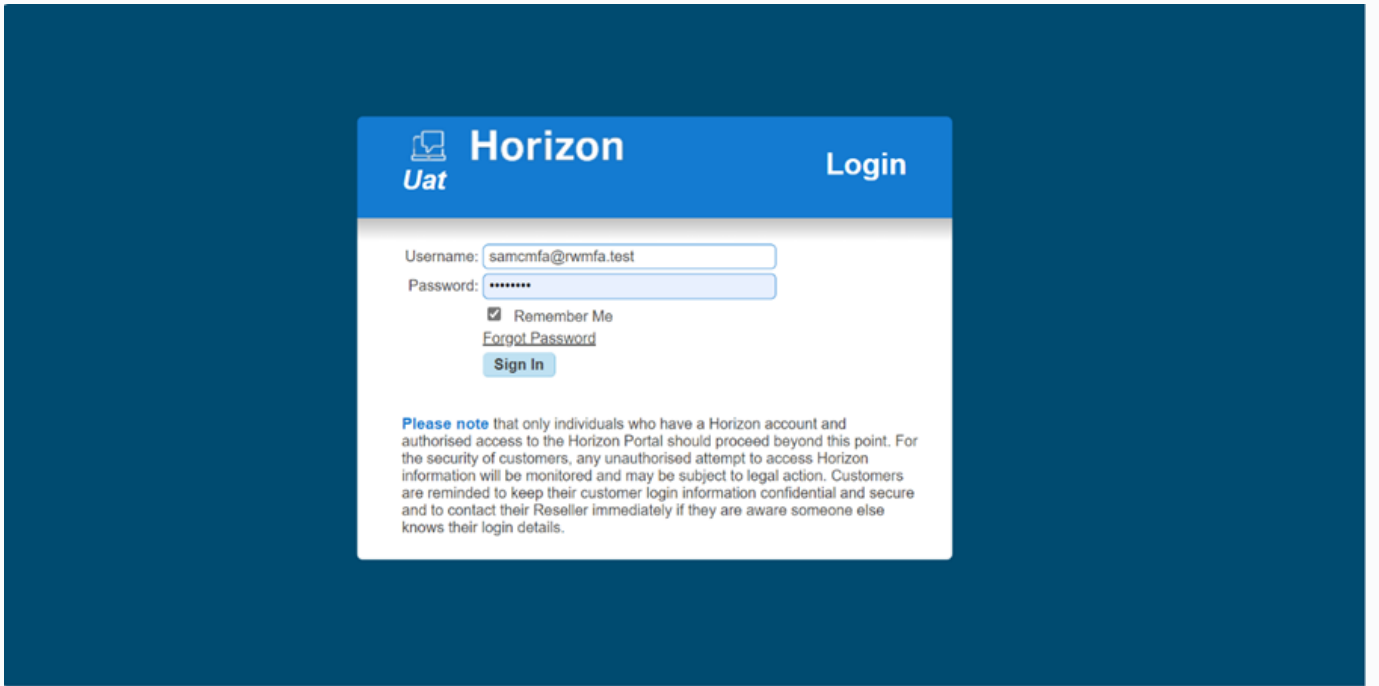 Horizon
Uat
Login
Username: samcmfa@rwmfa.test
Password: ••••••••
Remember Me
Forgot Password
Sign In
Please note that only individuals who have a Horizon account and
authorised access to the Horizon Portal should proceed beyond this point. For
the security of customers, any unauthorised attempt to access Horizon
information will be monitored and may be subject to legal action. Customers
are reminded to keep their customer login information confidential and secure
and to contact their Reseller immediately if they are aware someone else
knows their login details.